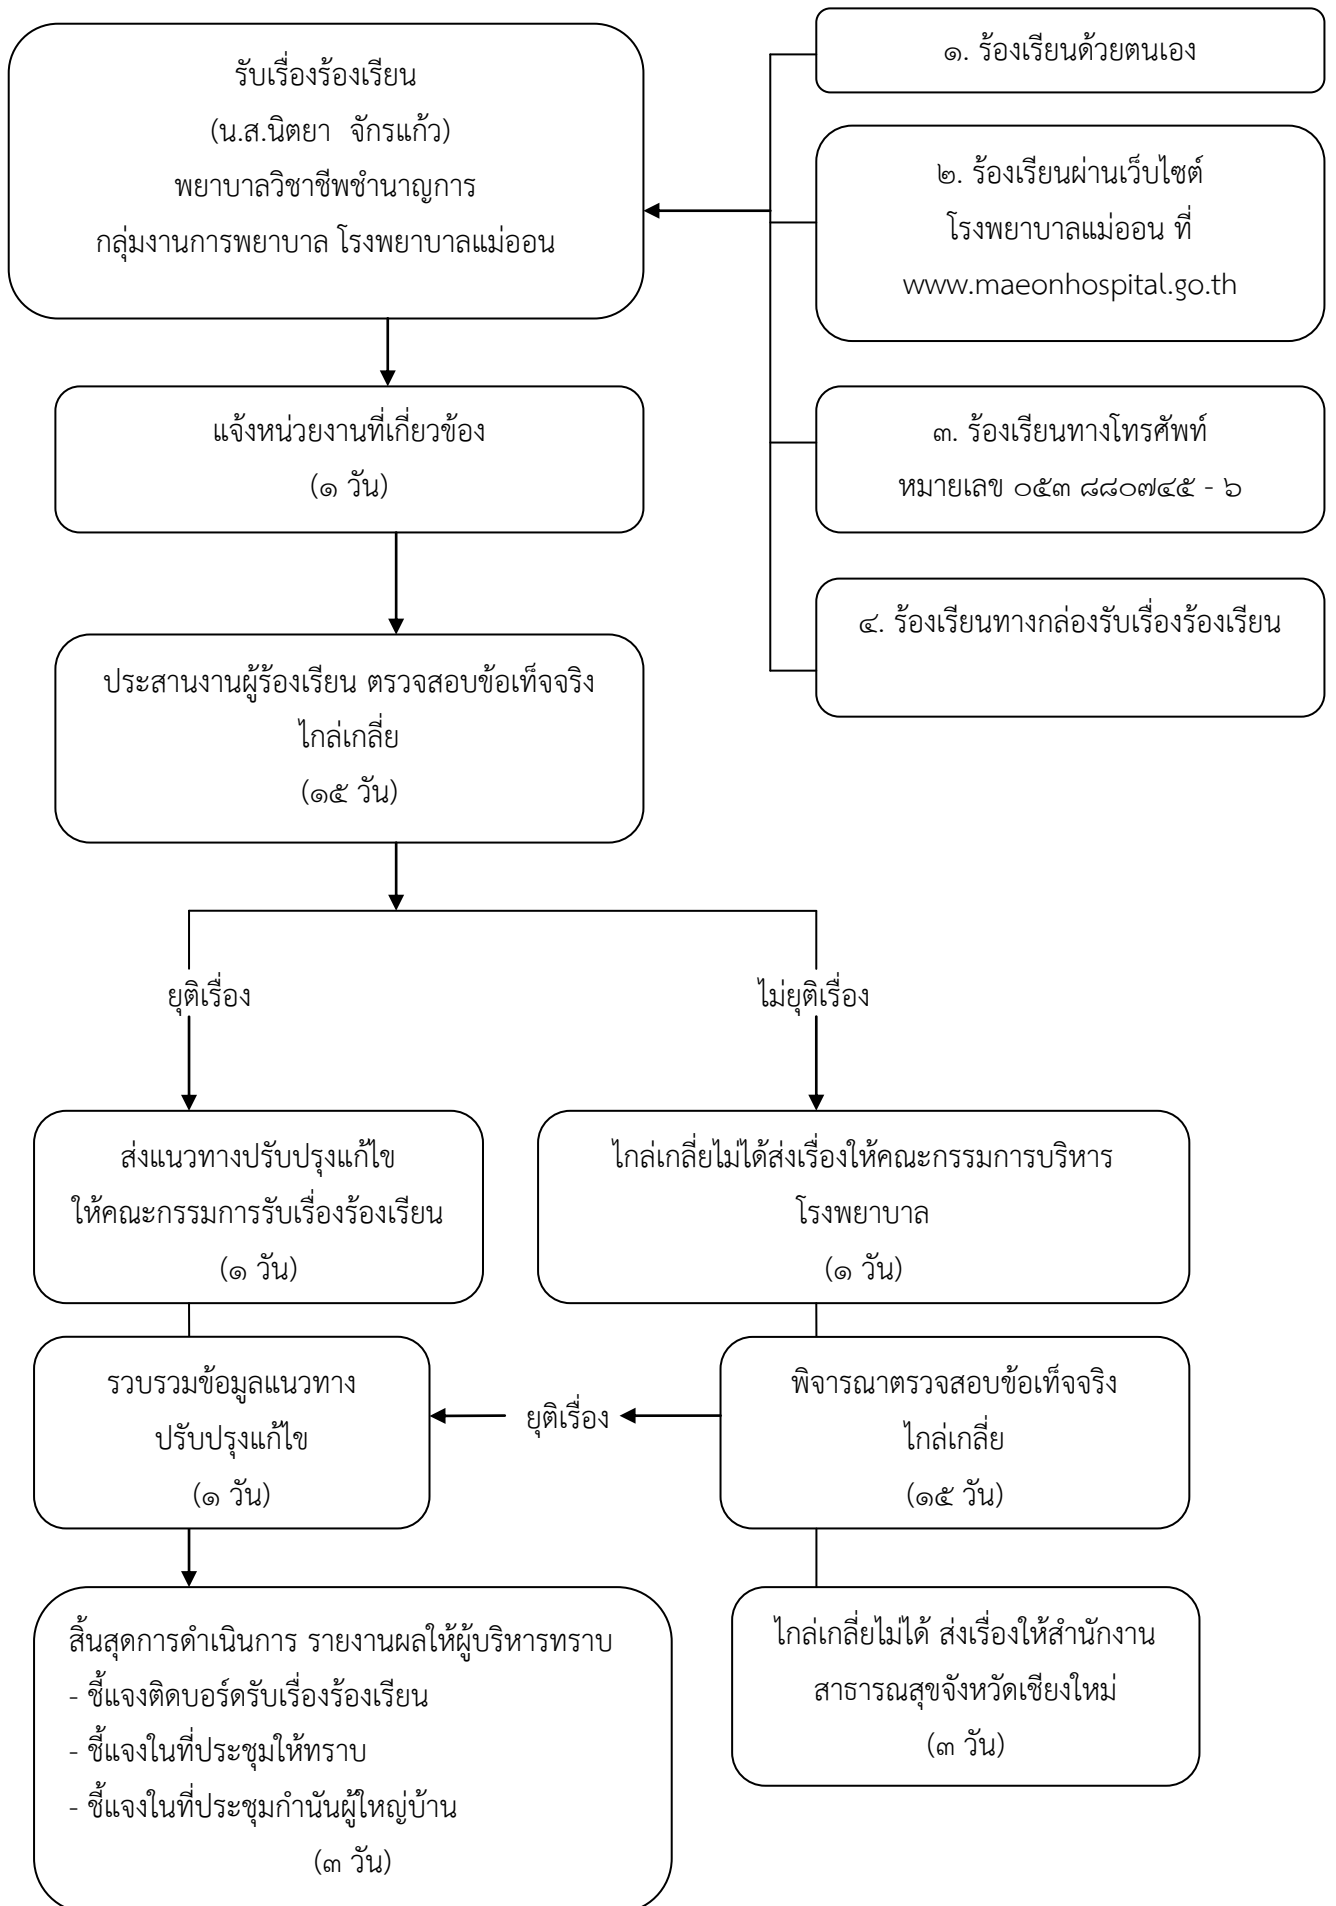 รับเรื่องร้องเรียน
(น.ส.นิตยา จักรแก้ว)
พยาบาลวิชาชีพชำนาญการ
กลุ่มงานการพยาบาล โรงพยาบาลแม่ออน
๑. ร้องเรียนด้วยตนเอง
๒. ร้องเรียนผ่านเว็บไซต์
โรงพยาบาลแม่ออน ที่
www.maeonhospital.go.th
แจ้งหน่วยงานที่เกี่ยวข้อง
(๑ วัน)
๓. ร้องเรียนทางโทรศัพท์
หมายเลข ๐๕๓ ๘๘๐๗๔๕ - ๖
๔. ร้องเรียนทางกล่องรับเรื่องร้องเรียน
ประสานงานผู้ร้องเรียน ตรวจสอบข้อเท็จจริง
ไกล่เกลี่ย
(๑๕ วัน)
ยุติเรื่อง
ไม่ยุติเรื่อง
ส่งแนวทางปรับปรุงแก้ไข
ให้คณะกรรมการรับเรื่องร้องเรียน
(๑ วัน)
ไกล่เกลี่ยไม่ได้ส่งเรื่องให้คณะกรรมการบริหาร
โรงพยาบาล
(๑ วัน)
รวบรวมข้อมูลแนวทาง
ปรับปรุงแก้ไข
(๑ วัน)
ยุติเรื่อง
พิจารณาตรวจสอบข้อเท็จจริง
ไกล่เกลี่ย
(๑๕ วัน)
สิ้นสุดการดำเนินการ รายงานผลให้ผู้บริหารทราบ
- ชี้แจงติดบอร์ดรับเรื่องร้องเรียน
- ชี้แจงในที่ประชุมให้ทราบ
- ชี้แจงในที่ประชุมกำนันผู้ใหญ่บ้าน
(๓ วัน)
ไกล่เกลี่ยไม่ได้ ส่งเรื่องให้สำนักงาน
สาธารณสุขจังหวัดเชียงใหม่
(๓ วัน)